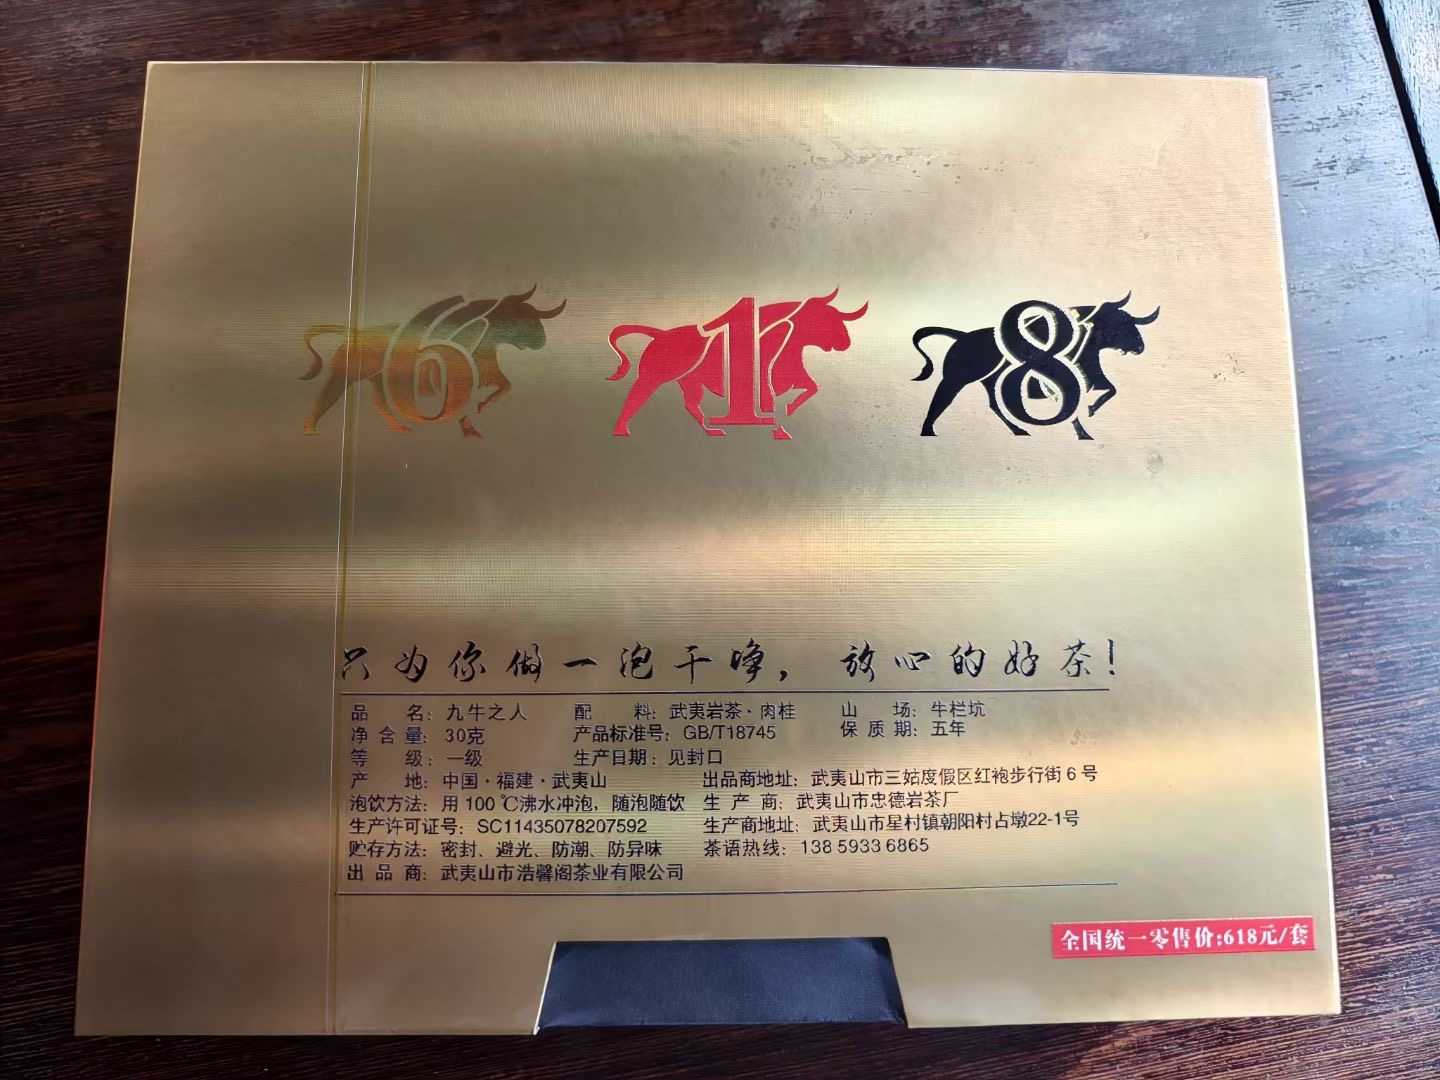 6 1 8
只为你做一泡干净，放心的好茶！
品名：九牛之人 配料：武夷岩茶·肉桂 山场：牛栏坑
净含量：30克 产品标准号：GB/T18745 保质期：五年
等级：一级 生产日期：见封口
产地：中国·福建·武夷山 出品商地址：武夷山市三姑度假区红袍步行街6号
泡饮方法：用100℃沸水冲泡，随泡随饮 生产商：武夷山市忠德岩茶厂
生产许可证号：SC11435078207592 生产商地址：武夷山市星村镇朝阳村占墩22-1号
贮存方法：密封、避光、防潮、防异味 茶语热线：138 5933 6865
出品商：武夷山市浩馨阁茶业有限公司
全国统一零售价:618元/套